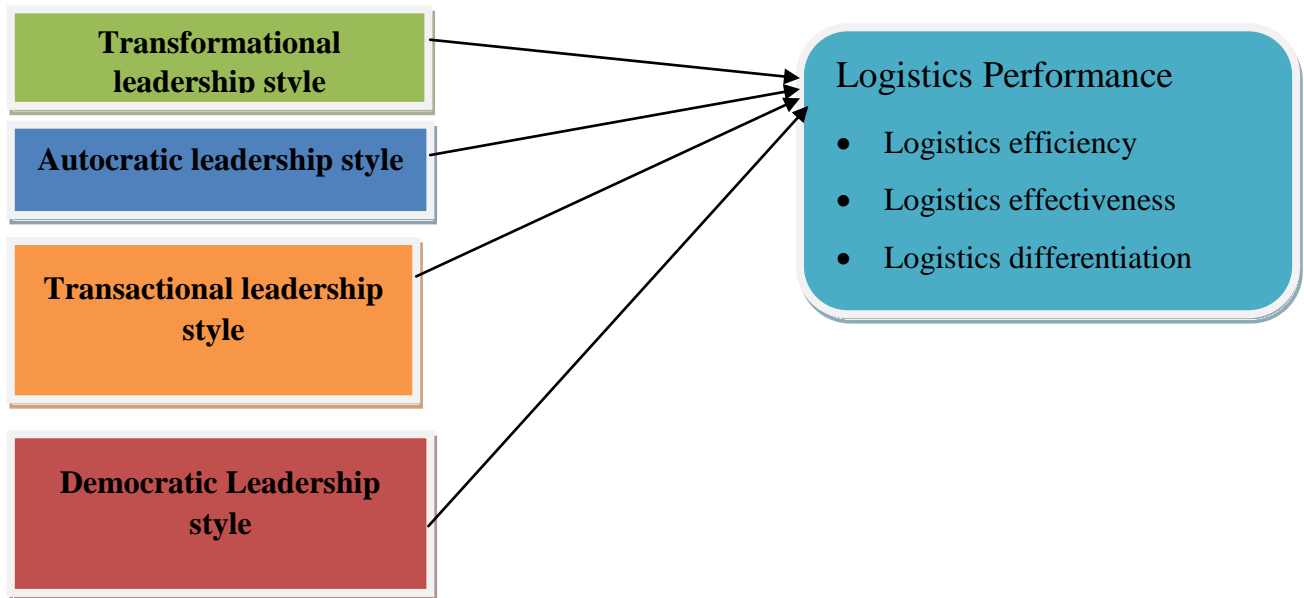 Transformational
leadership style
Autocratic leadership style
Transactional leadership
style
Democratic Leadership
style
Logistics Performance
• Logistics efficiency
• Logistics effectiveness
• Logistics differentiation